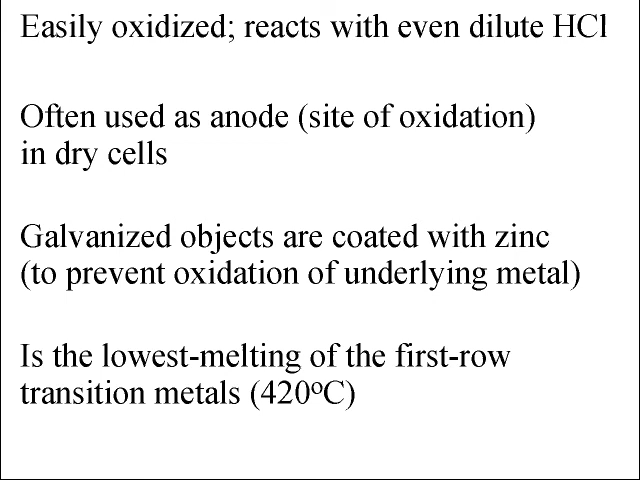 Easily oxidized; reacts with even dilute HCl
Often used as anode (site of oxidation)
in dry cells
Galvanized objects are coated with zinc
(to prevent oxidation of underlying metal)
Is the lowest-melting of the first-row
transition metals (420ºC)